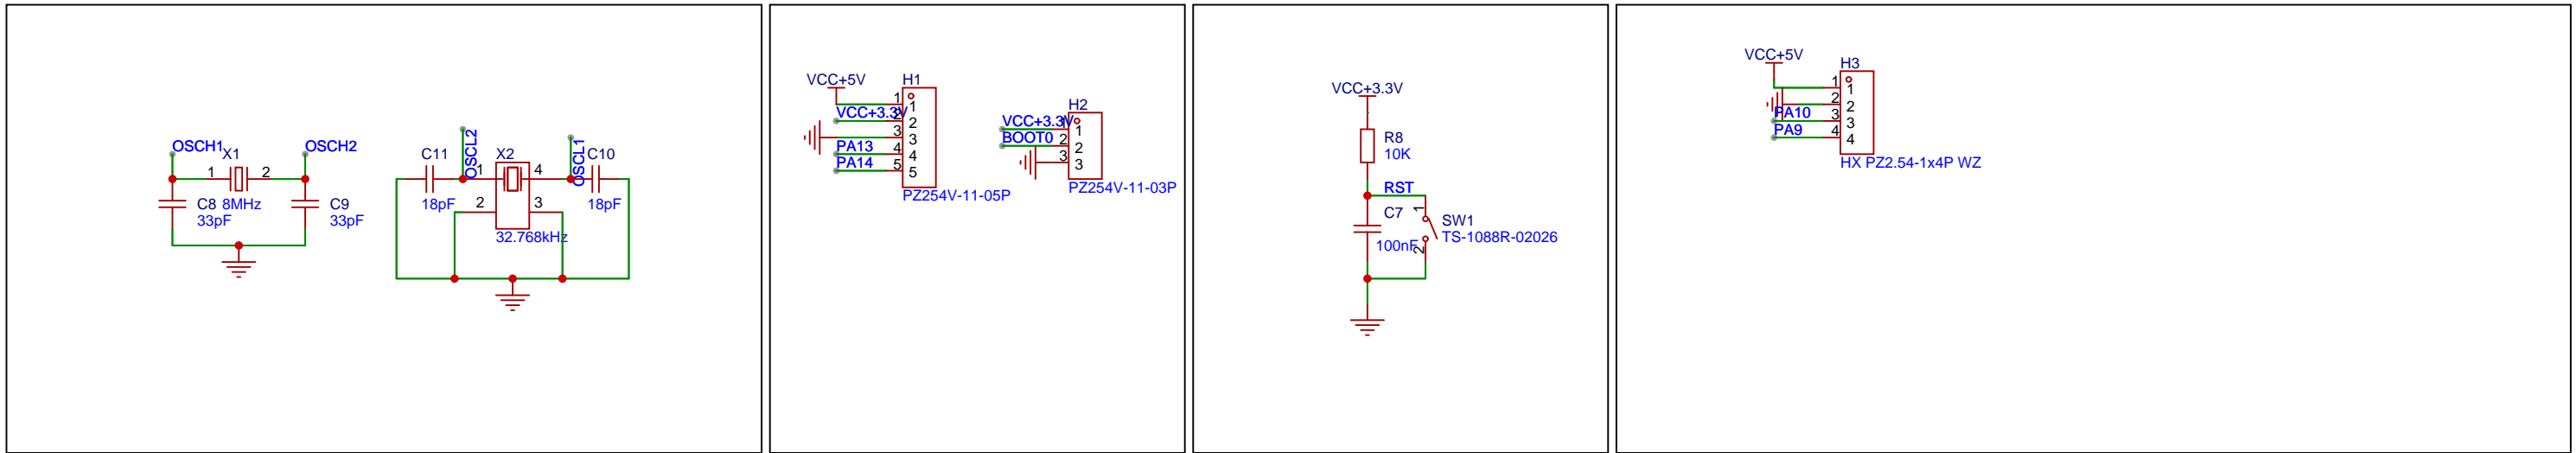 OSCH1
X1
OSCH2
1
2
C8
8MHz
33pF
C9
33pF
C11
OSCL2
X2
OSCL1
C10
1
4
18pF
2
3
18pF
32.768kHz
VCC+5V
H1
1
1
VCC+3.3V
2
2
3
3
PA13
4
4
PA14
5
5
PZ254V-11-05P
H2
VCC+3.3V
1
1
BOOT0
2
2
3
3
PZ254V-11-03P
VCC+3.3V
R8
10K
RST
C7
1
SW1
TS-1088R-02026
100nF
2
VCC+5V
H3
1
1
2
2
PA10
3
3
PA9
4
4
HX PZ2.54-1x4P WZ